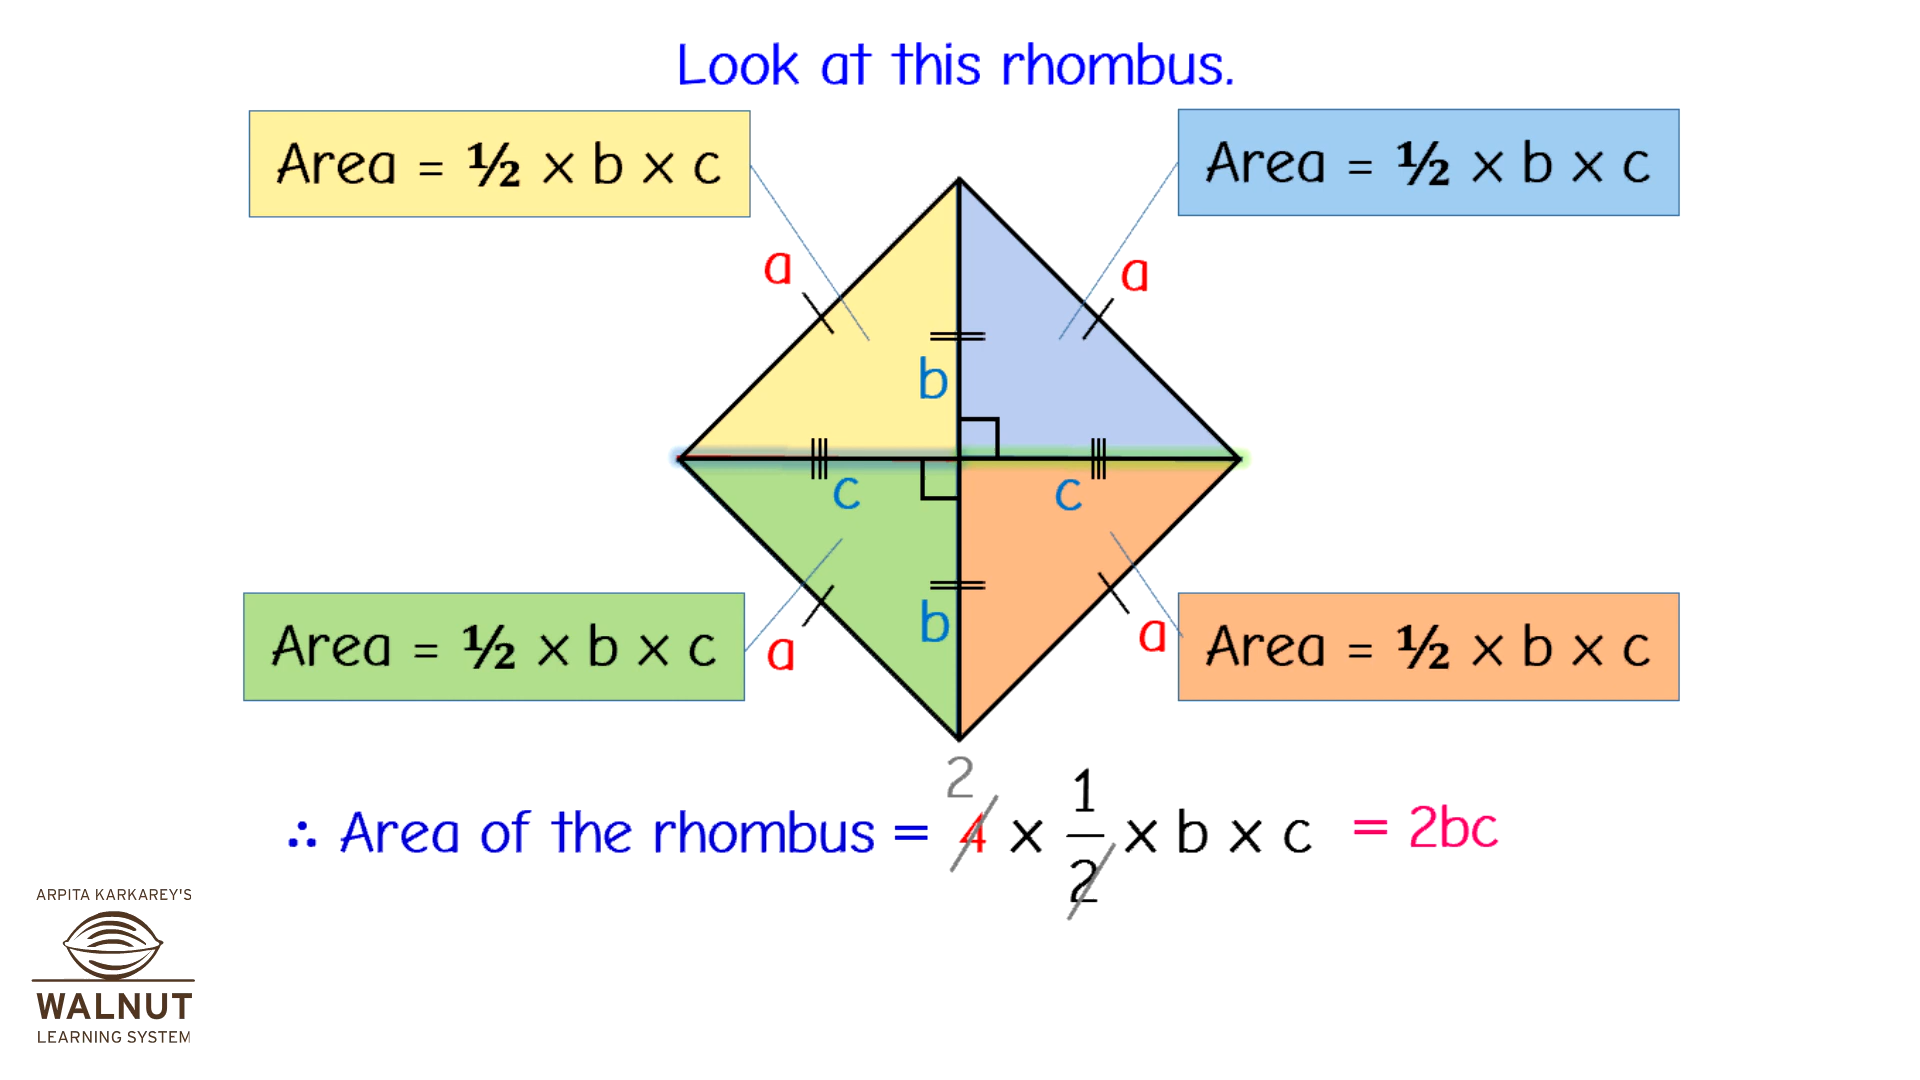 Look at this rhombus.
Area = ½ x b x c
Area = ½ x b x c
a
a
b
c
c
b
a
a
Area = ½ x b x c
Area = ½ x b x c
2
∴ Area of the rhombus = 4 x 1/2 x b x c = 2bc
ARPITA KARKAREY'S
WALNUT
LEARNING SYSTEM